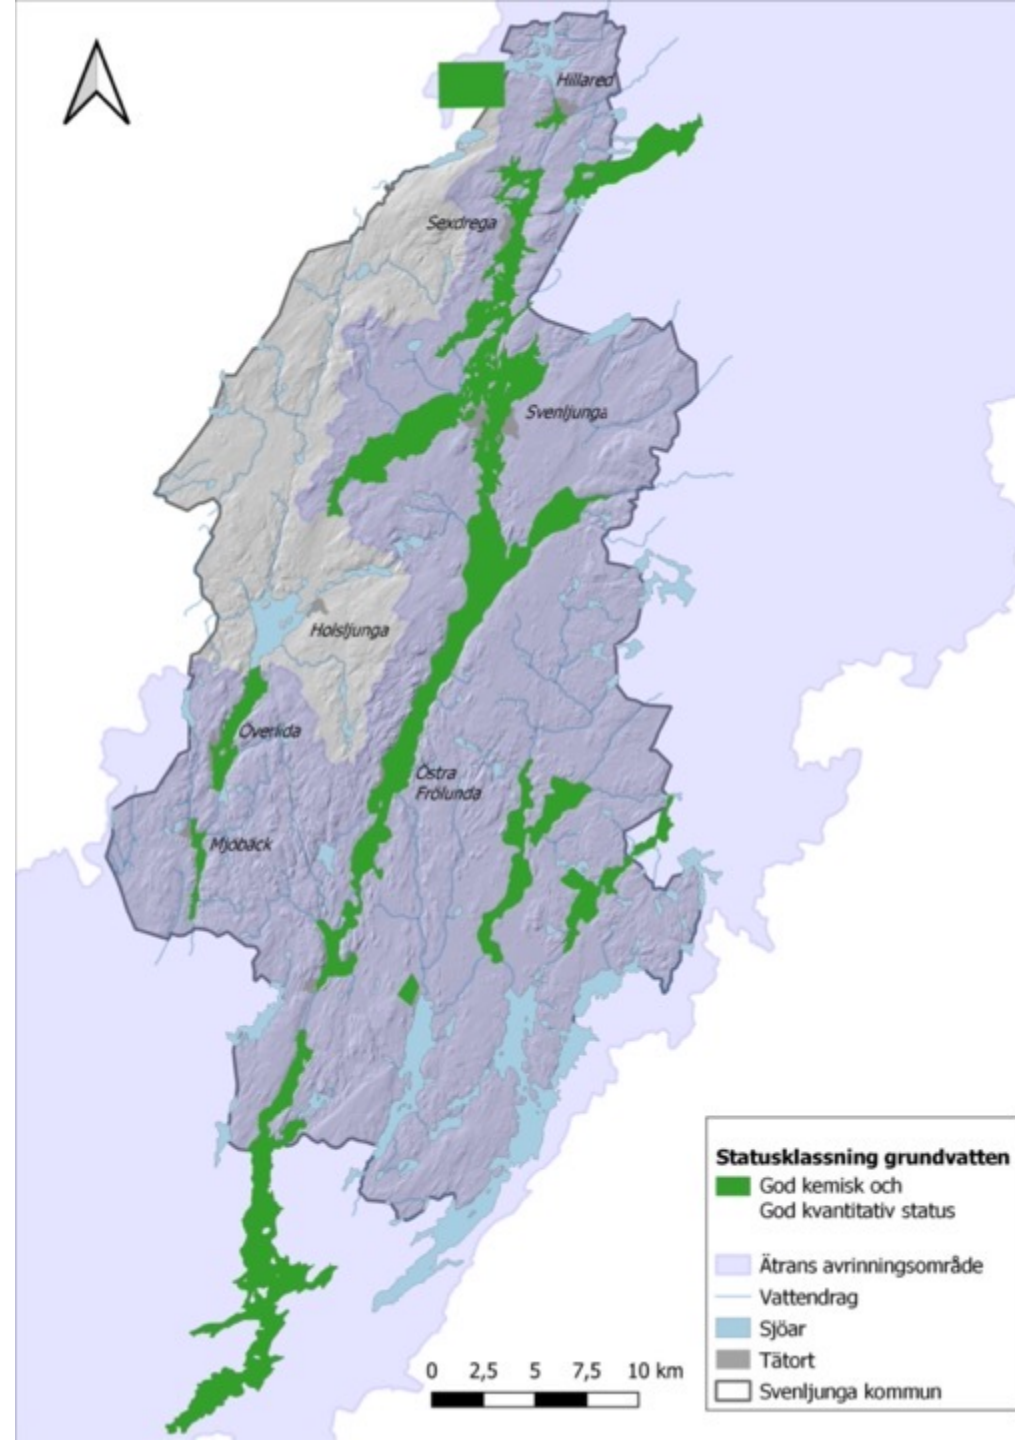 Hillared
Sexdrega
Svenljunga
Holsljunga
Överlida
Östra
Frölunda
Mjöbäck
Statusklassning grundvatten
God kemisk och
God kvantitativ status
Ätrans avrinningsområde
Vattendrag
Sjöar
Tätort
Svenljunga kommun
0 2,5 5 7,5 10 km